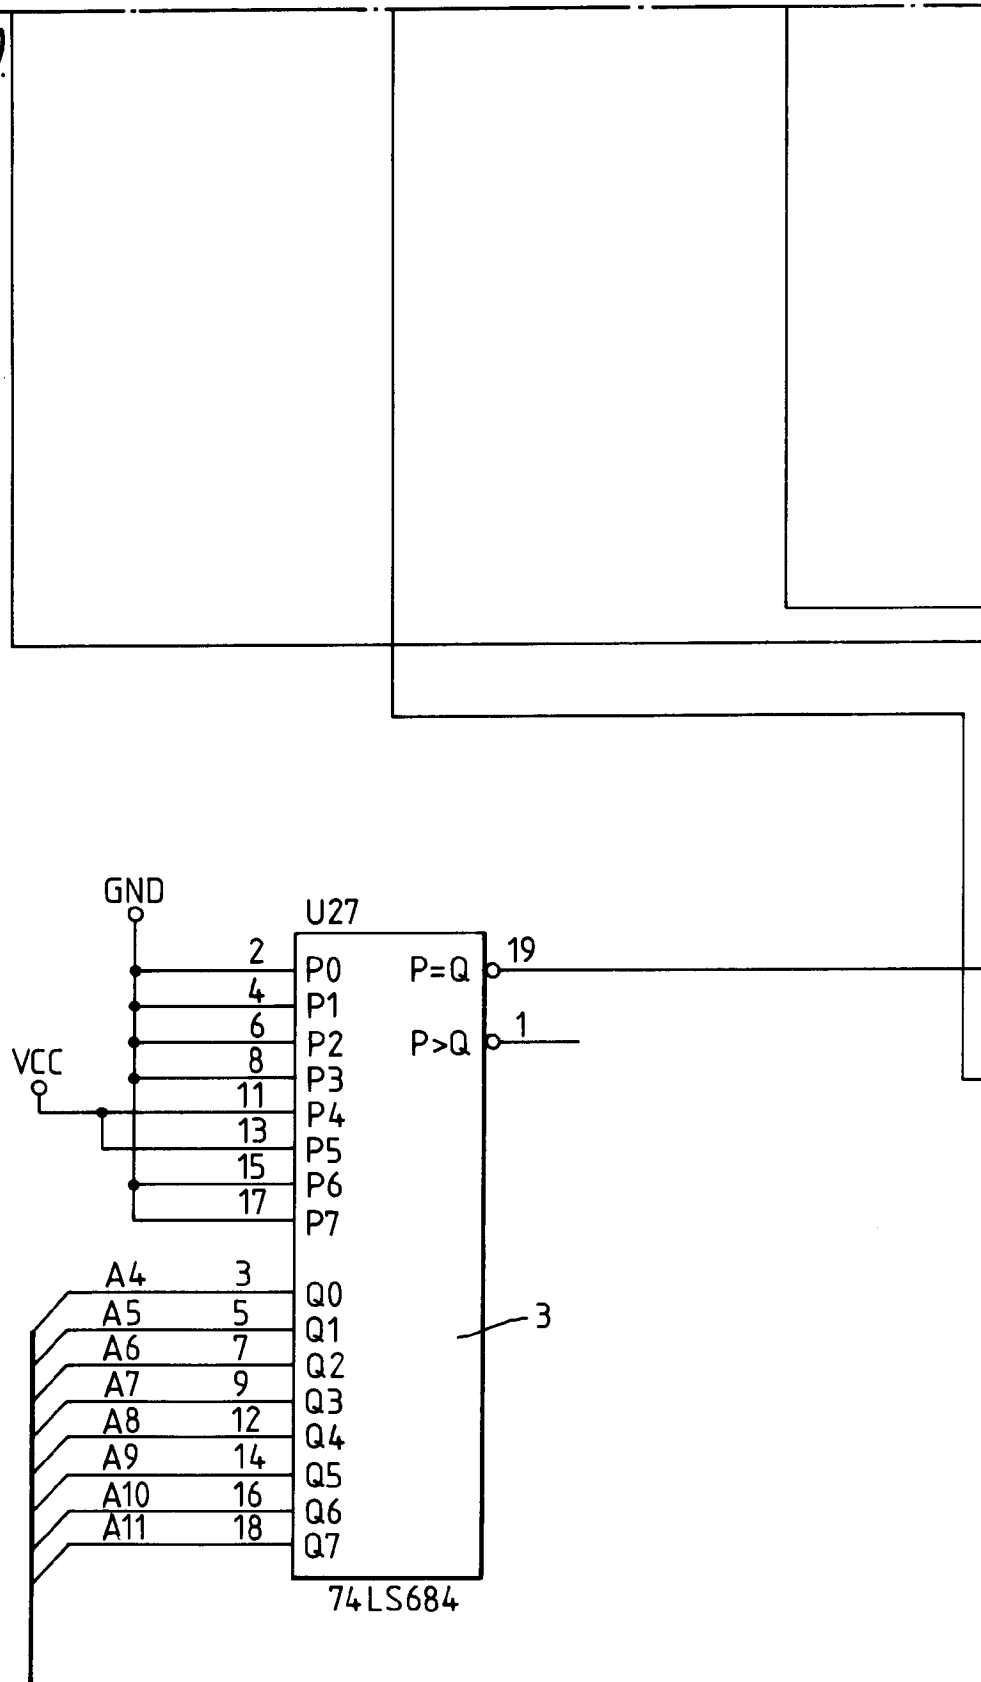 GND
U27
2 P0 P=Q 19
4 P1
6 P2 P>Q 1
VCC
8 P3
11 P4
13 P5
15 P6
17 P7
A4 3 Q0
A5 5 Q1
3
A6 7 Q2
A7 9 Q3
A8 12 Q4
A9 14 Q5
A10 16 Q6
A11 18 Q7
74LS684